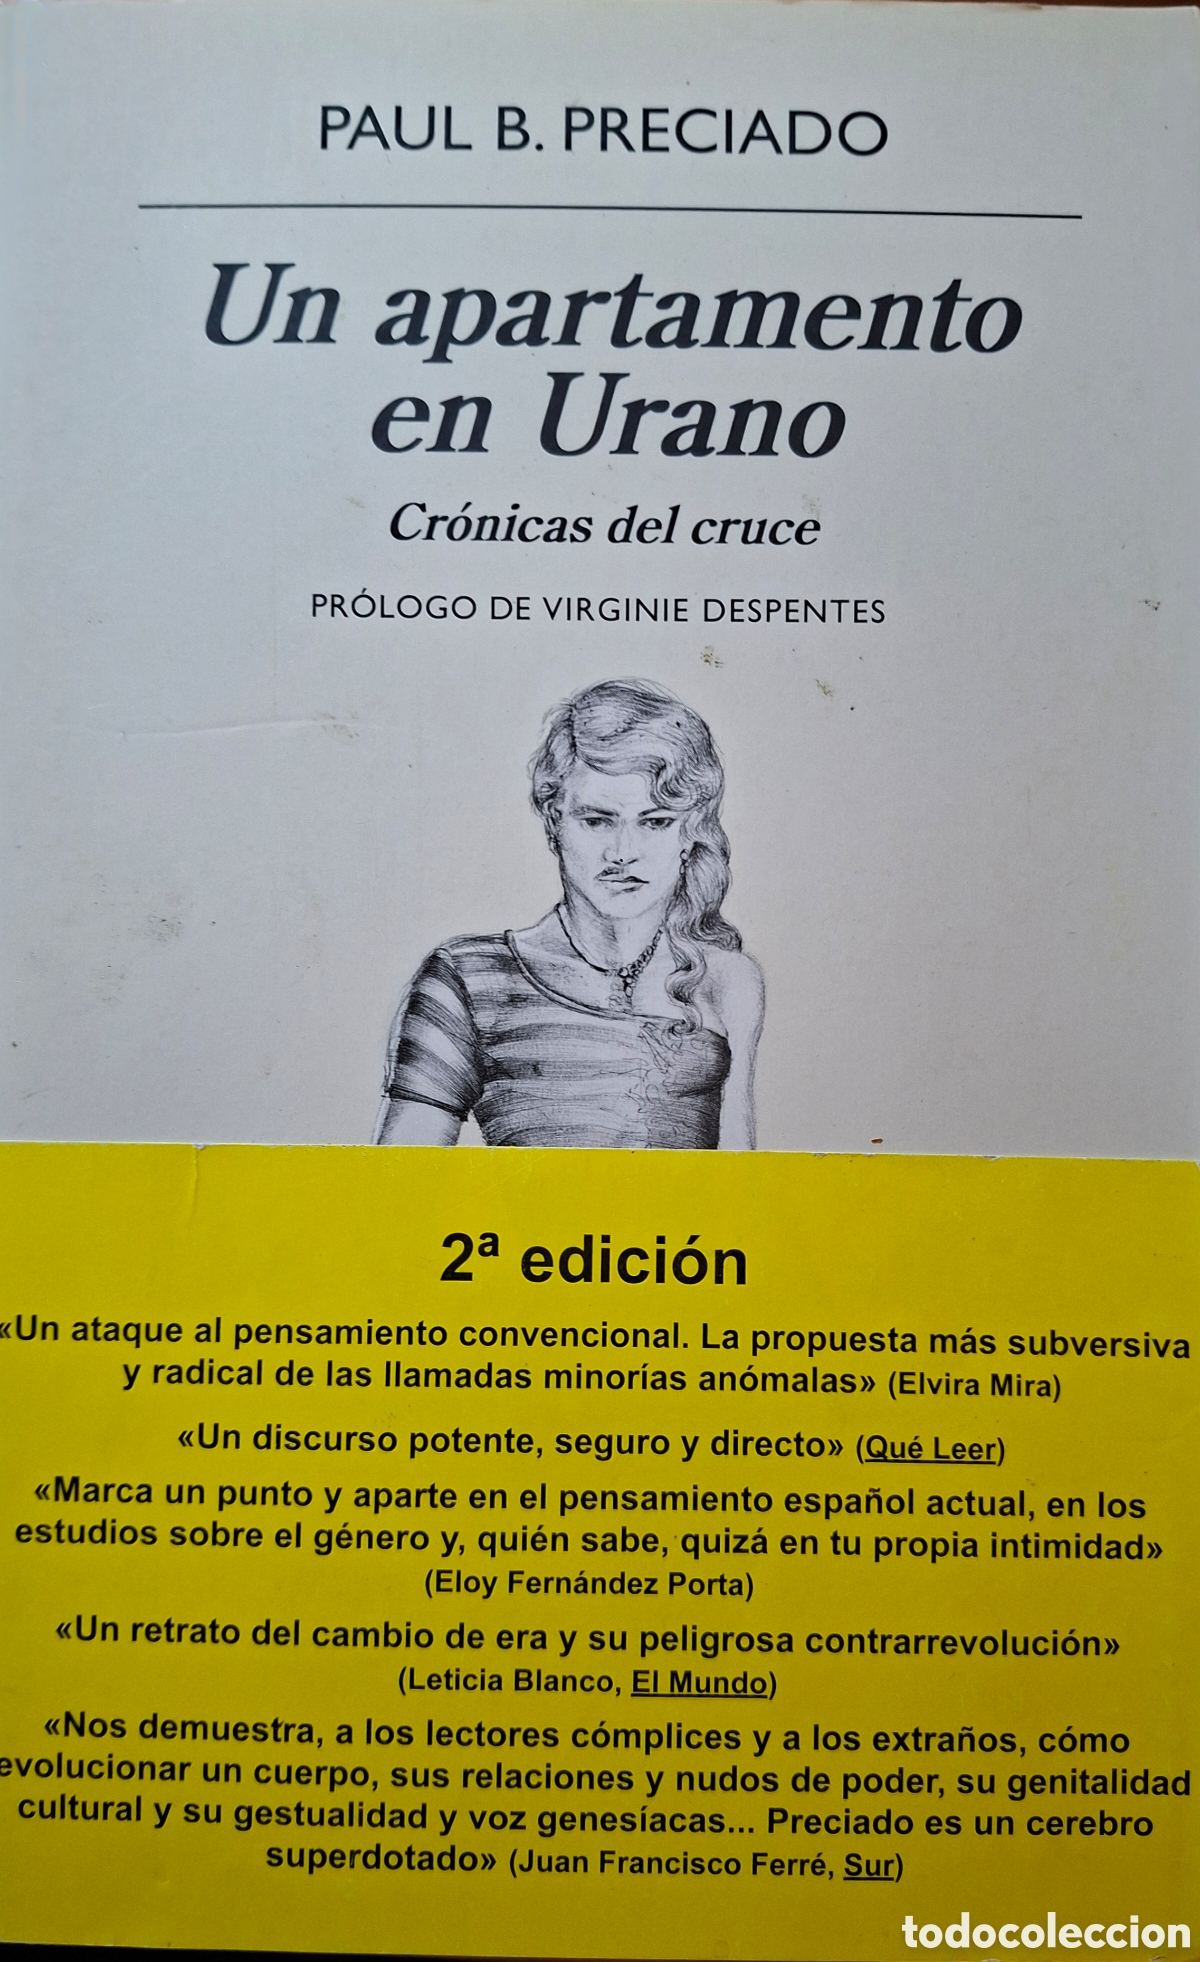 PAUL B. PRECIADO
Un apartamento
en Urano
Crónicas del cruce
PRÓLOGO DE VIRGINIE DESPENTES
2ª edición
«Un ataque al pensamiento convencional. La propuesta más subversiva
y radical de las llamadas minorías anómalas» (Elvira Mira)
«Un discurso potente, seguro y directo» (Qué Leer)
«Marca un punto y aparte en el pensamiento español actual, en los
estudios sobre el género y, quién sabe, quizá en tu propia intimidad»
(Eloy Fernández Porta)
«Un retrato del cambio de era y su peligrosa contrarrevolución»
(Leticia Blanco, El Mundo)
«Nos demuestra, a los lectores cómplices y a los extraños, cómo
evolucionar un cuerpo, sus relaciones y nudos de poder, su genitalidad
cultural y su gestualidad y voz genesíacas... Preciado es un cerebro
superdotado» (Juan Francisco Ferré, Sur)
todocoleccion